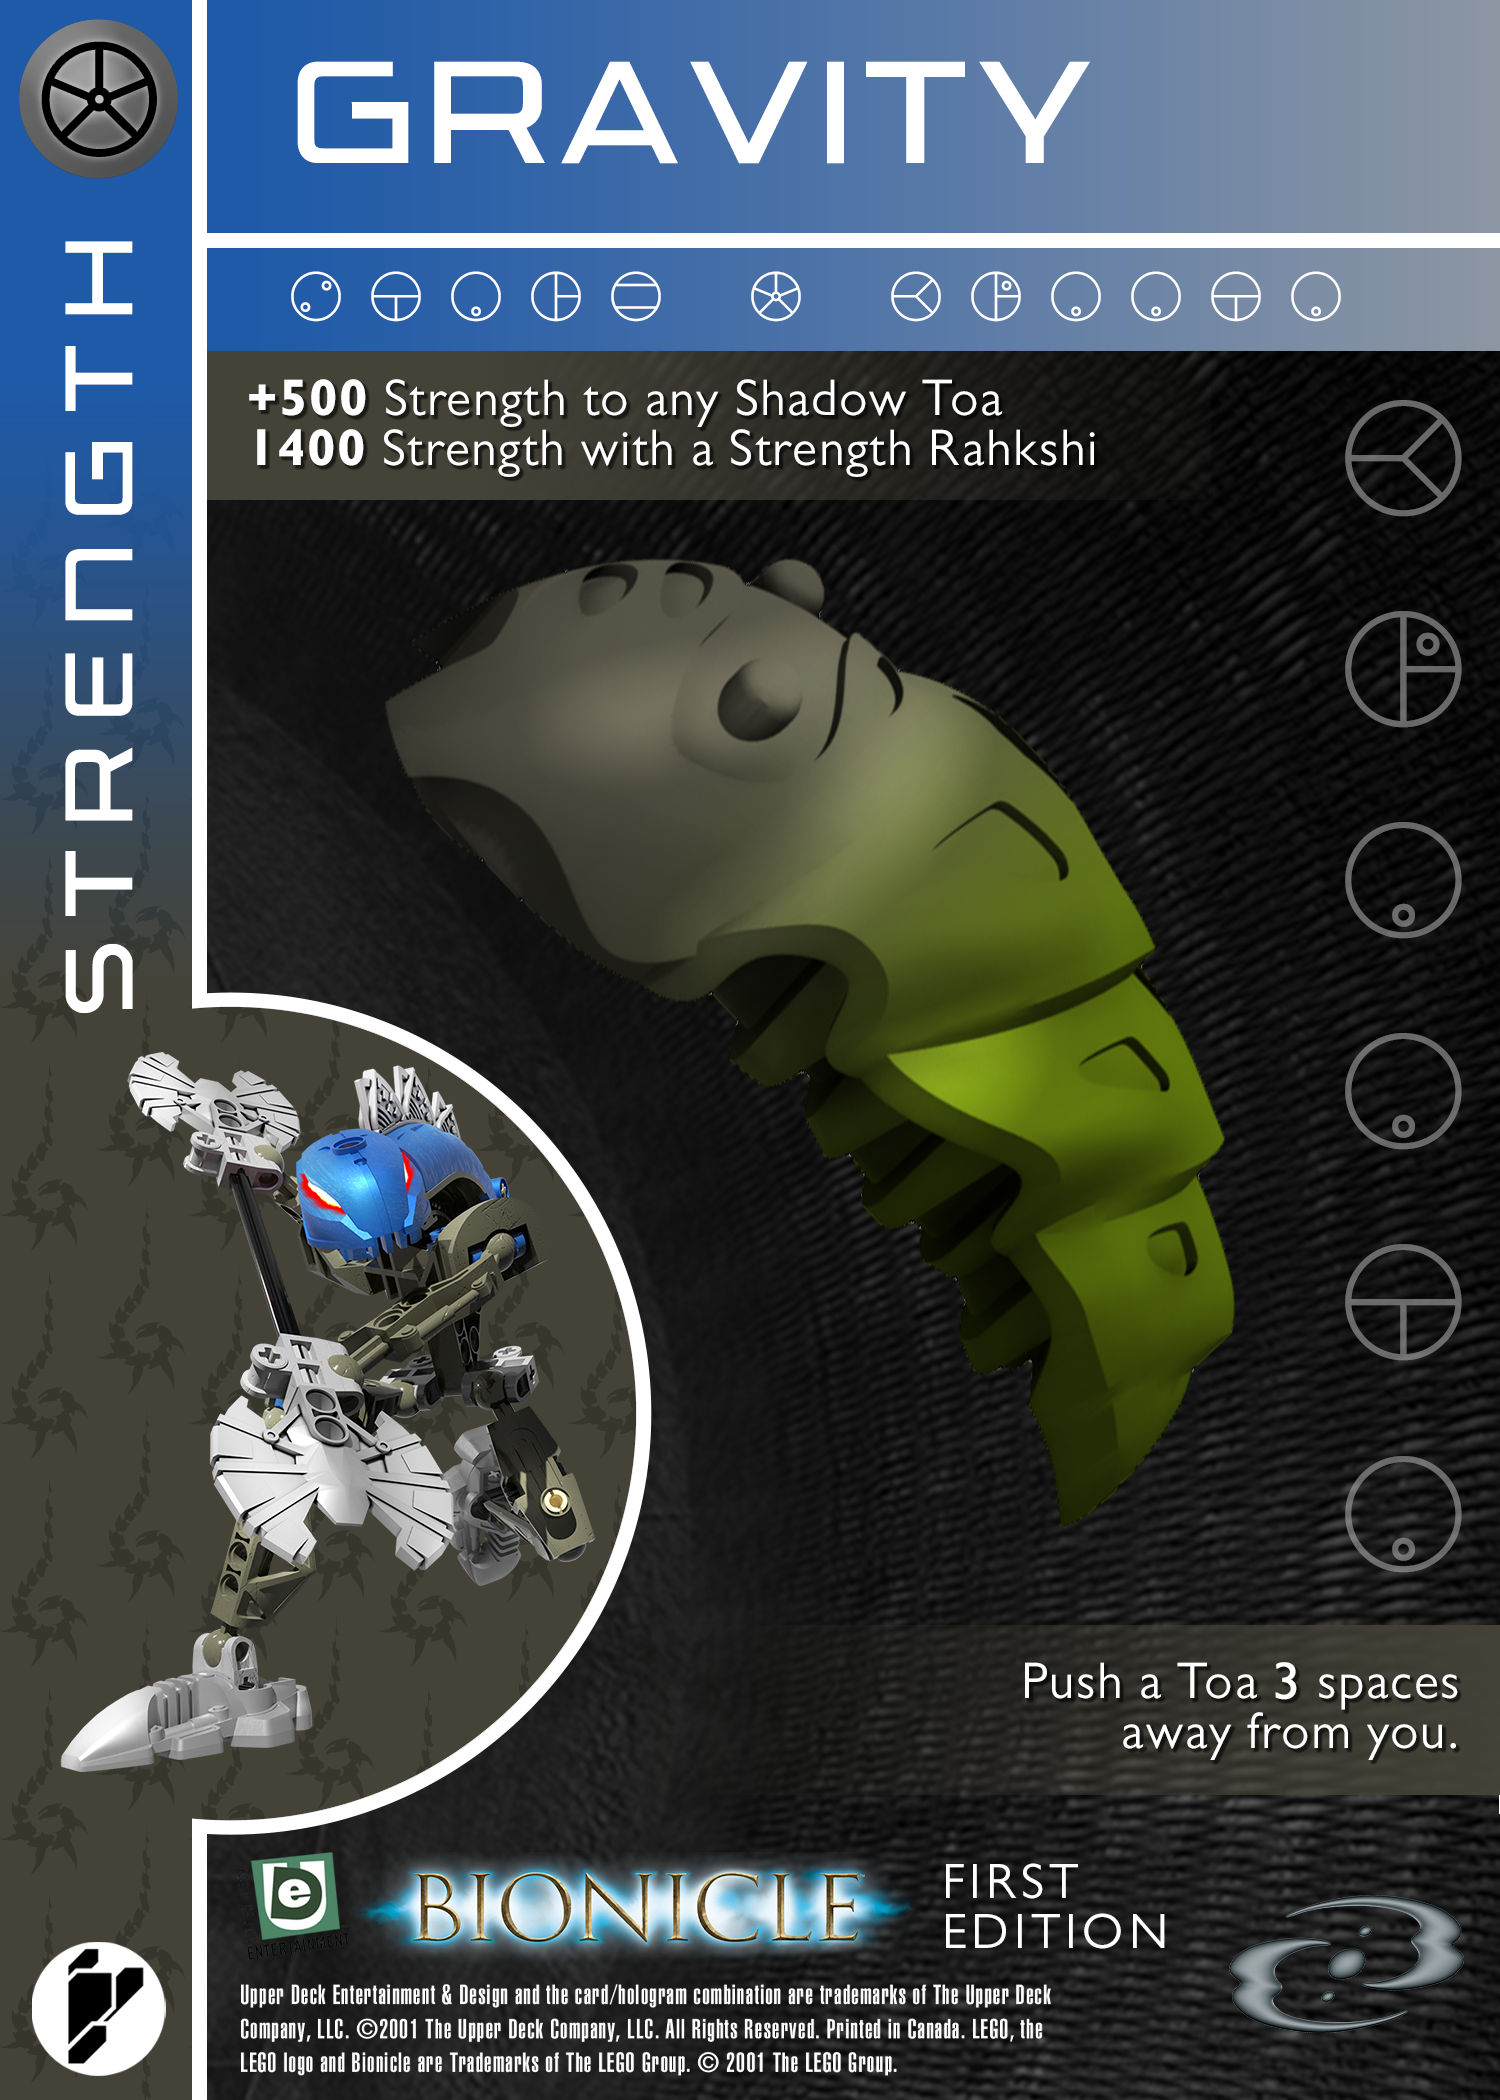 GRAVITY
STRENGTH
+500 Strength to any Shadow Toa
1400 Strength with a Strength Rahkshi
Push a Toa 3 spaces
away from you.
e
ENTERTAINMENT
BIONICLE
FIRST
EDITION
Upper Deck Entertainment & Design and the card/hologram combination are trademarks of The Upper Deck
Company, LLC. ©2001 The Upper Deck Company, LLC. All Rights Reserved. Printed in Canada. LEGO, the
LEGO logo and Bionicle are Trademarks of The LEGO Group. © 2001 The LEGO Group.